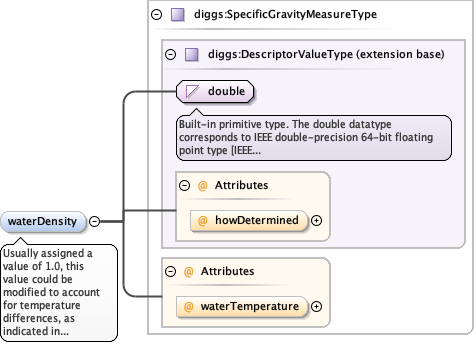 diggs:SpecificGravityMeasureType
diggs:DescriptorValueType (extension base)
double
Built-in primitive type. The double datatype
corresponds to IEEE double-precision 64-bit floating
point type [IEEE...
@ Attributes
howDetermined
waterDensity
Usually assigned a
value of 1.0, this
value could be
modified to account
for temperature
differences, as
indicated in...
@ Attributes
waterTemperature